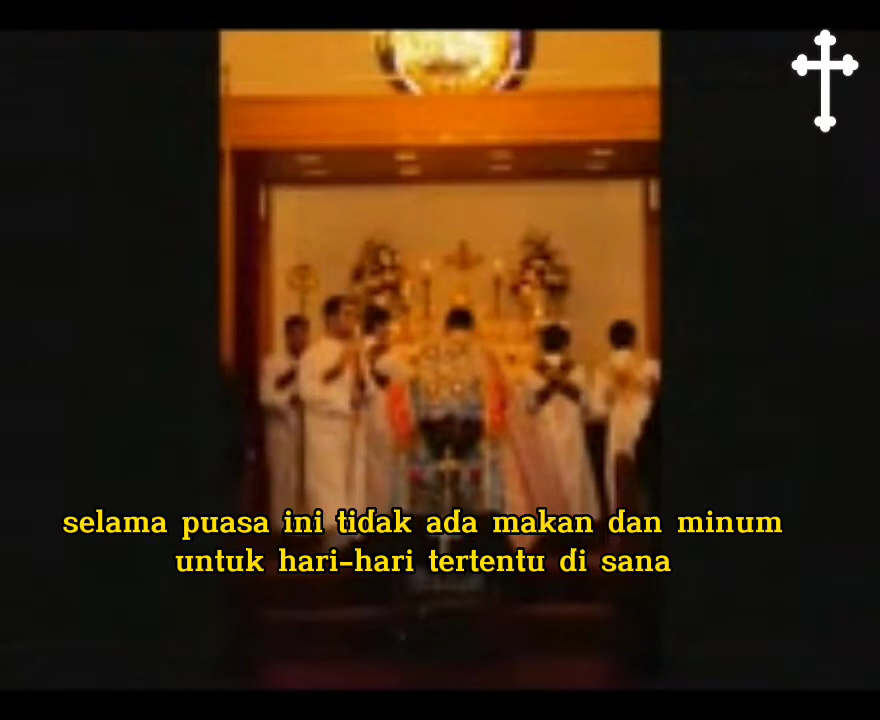 selama puasa ini tidak ada makan dan minum
untuk hari-hari tertentu di sana